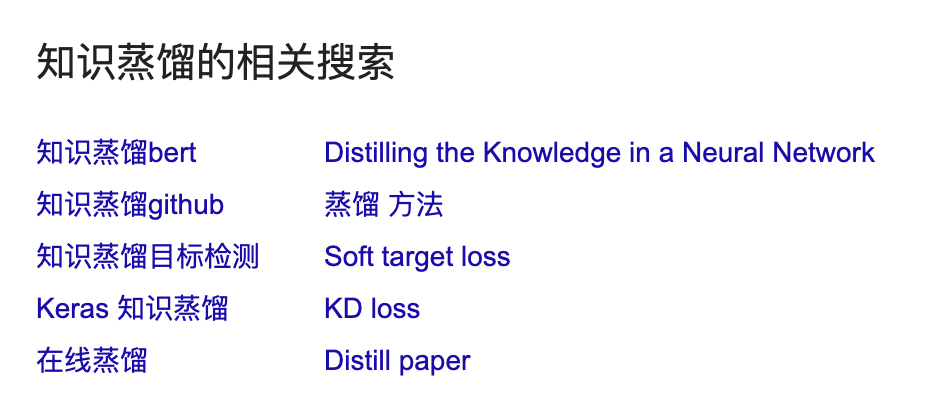 知识蒸馏的相关搜索
知识蒸馏bert
Distilling the Knowledge in a Neural Network
知识蒸馏github
蒸馏 方法
知识蒸馏目标检测
Soft target loss
Keras 知识蒸馏
KD loss
在线蒸馏
Distill paper